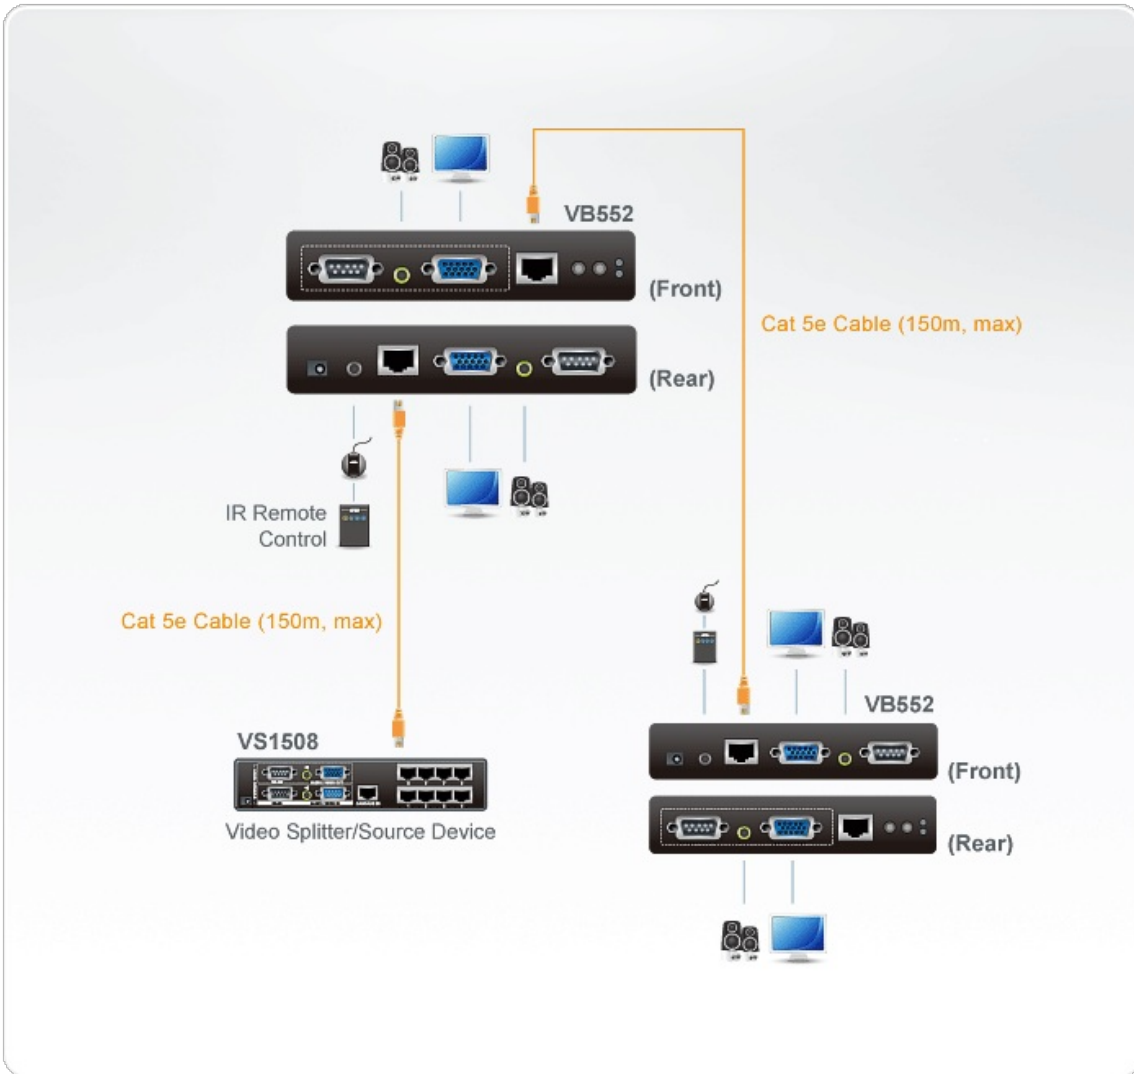 VB552
(Front)
Cat 5e Cable (150m, max)
(Rear)
IR Remote
Control
Cat 5e Cable (150m, max)
VB552
VS1508
(Front)
Video Splitter/Source Device
(Rear)